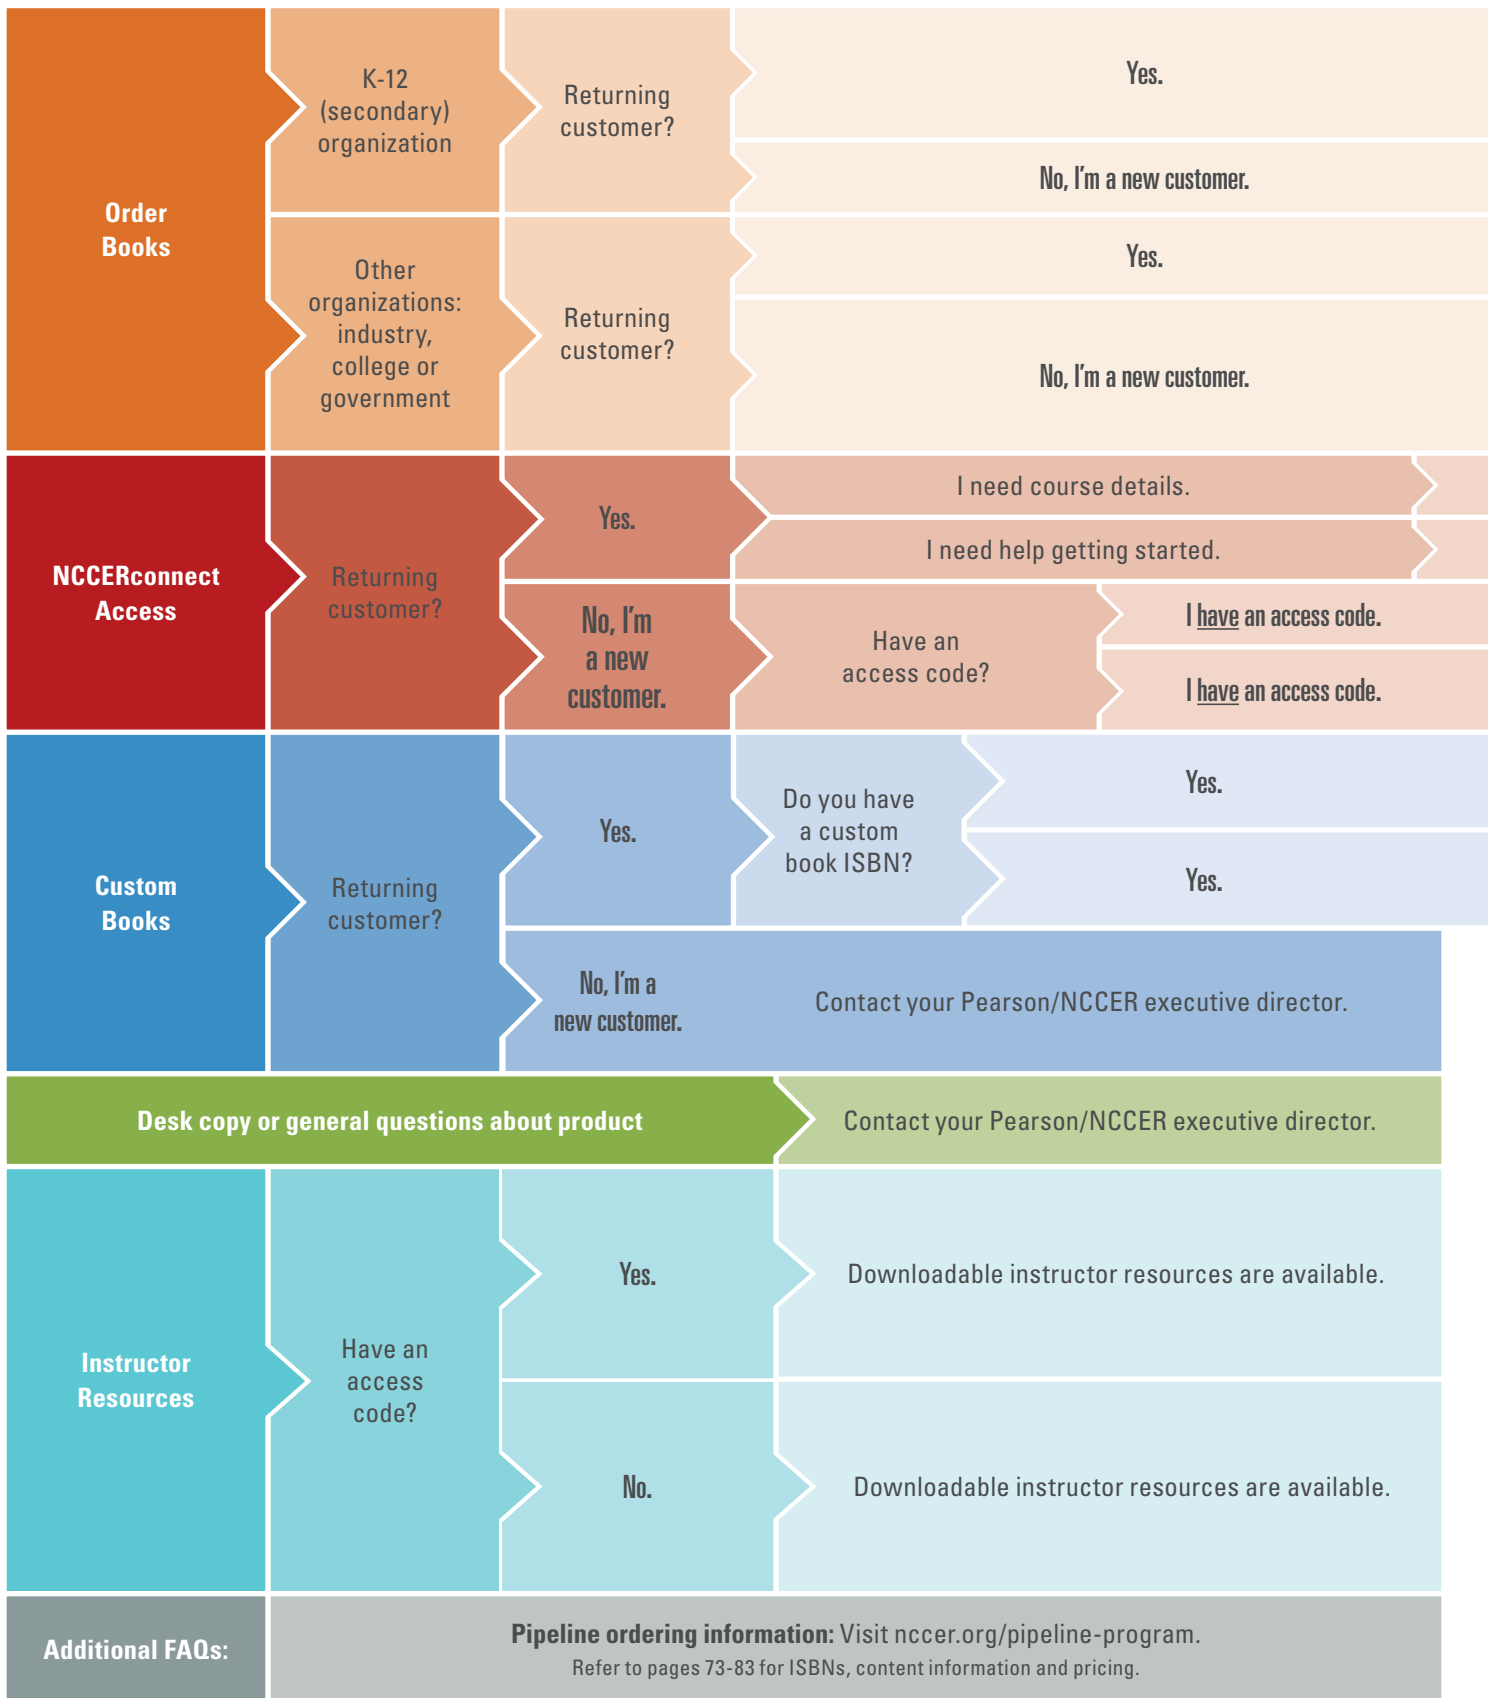 Order
Books
K-12
(secondary)
organization
Returning
customer?
Yes.
No, I'm a new customer.
Other
organizations:
industry,
college or
government
Returning
customer?
Yes.
No, I'm a new customer.
NCCERconnect
Access
Returning
customer?
Yes.
I need course details.
I need help getting started.
No, I'm
a new
customer.
Have an
access code?
I have an access code.
I have an access code.
Custom
Books
Returning
customer?
Yes.
Do you have
a custom
book ISBN?
Yes.
Yes.
No, I'm a
new customer.
Contact your Pearson/NCCER executive director.
Desk copy or general questions about product
Contact your Pearson/NCCER executive director.
Instructor
Resources
Have an
access
code?
Yes.
Downloadable instructor resources are available.
No.
Downloadable instructor resources are available.
Additional FAQs:
Pipeline ordering information: Visit nccer.org/pipeline-program.
Refer to pages 73-83 for ISBNs, content information and pricing.